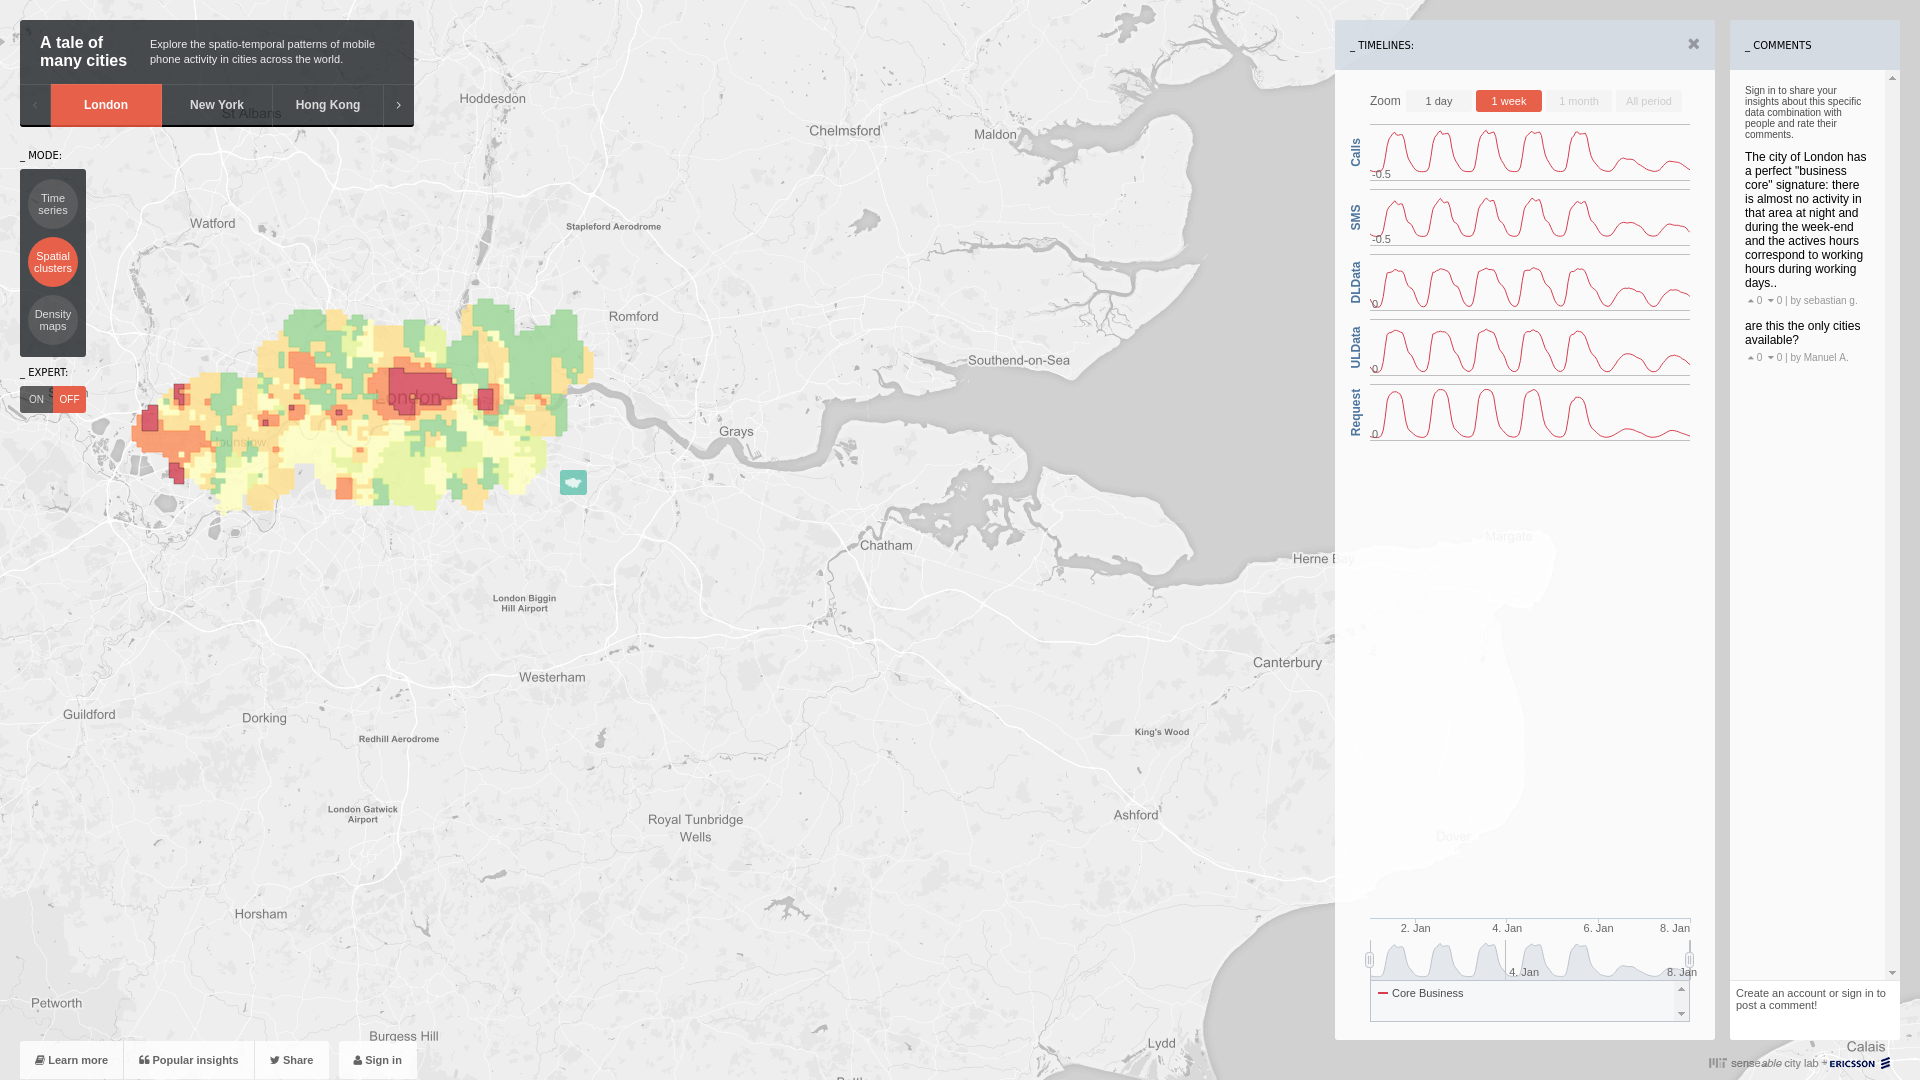 A tale of
many cities
Explore the spatio-temporal patterns of mobile
phone activity in cities across the world.
‹
London
New York
Hong Kong
›
St Albans
_ MODE:
Time
series
Spatial
clusters
Density
maps
_ EXPERT:
ON
OFF
Hoddesdon
Chelmsford
Maldon
Watford
Stapleford Aerodrome
Romford
Southend-on-Sea
London
Hounslow
Grays
Chatham
Herne Bay
Margate
London Biggin
Hill Airport
Canterbury
Westerham
Guildford
Dorking
Redhill Aerodrome
King's Wood
London Gatwick
Airport
Royal Tunbridge
Wells
Ashford
Dover
Horsham
Petworth
Burgess Hill
Lydd
Calais
_ TIMELINES:
✖
Zoom
1 day
1 week
1 month
All period
Calls
-0.5
SMS
-0.5
DLData
0
ULData
0
Request
0
2. Jan
4. Jan
6. Jan
8. Jan
4. Jan
8. Jan
Core Business
_ COMMENTS
Sign in to share your
insights about this specific
data combination with
people and rate their
comments.
The city of London has
a perfect "business
core" signature: there
is almost no activity in
that area at night and
during the week-end
and the actives hours
correspond to working
hours during working
days..
0 0 | by sebastian g.
are this the only cities
available?
0 0 | by Manuel A.
Create an account or sign in to
post a comment!
Learn more
Popular insights
Share
Sign in
MIT senseable city lab + ERICSSON